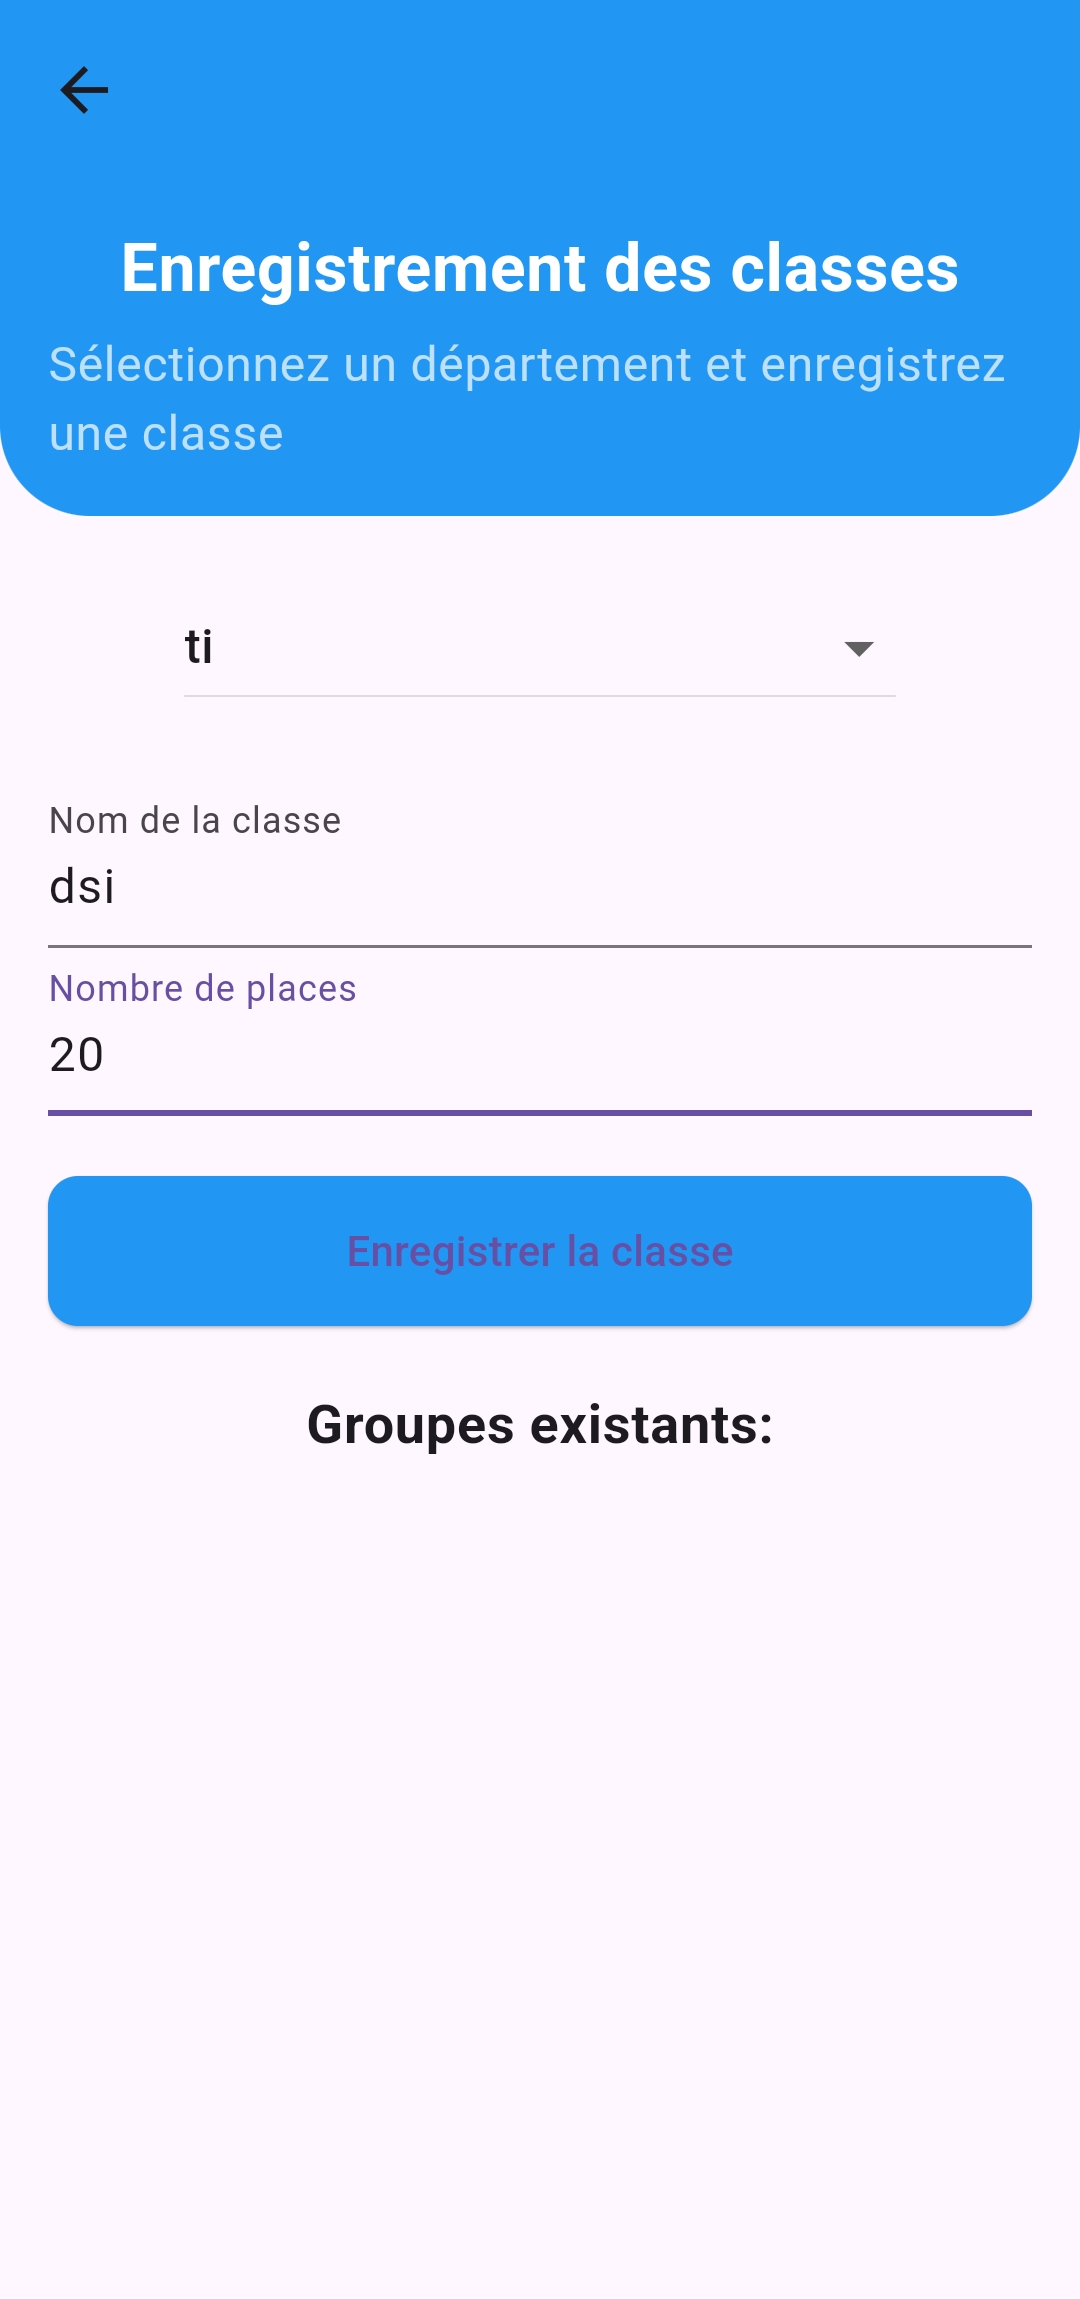 Enregistrement des classes
Sélectionnez un département et enregistrez
une classe
ti
Nom de la classe
dsi
Nombre de places
20
Enregistrer la classe
Groupes existants: